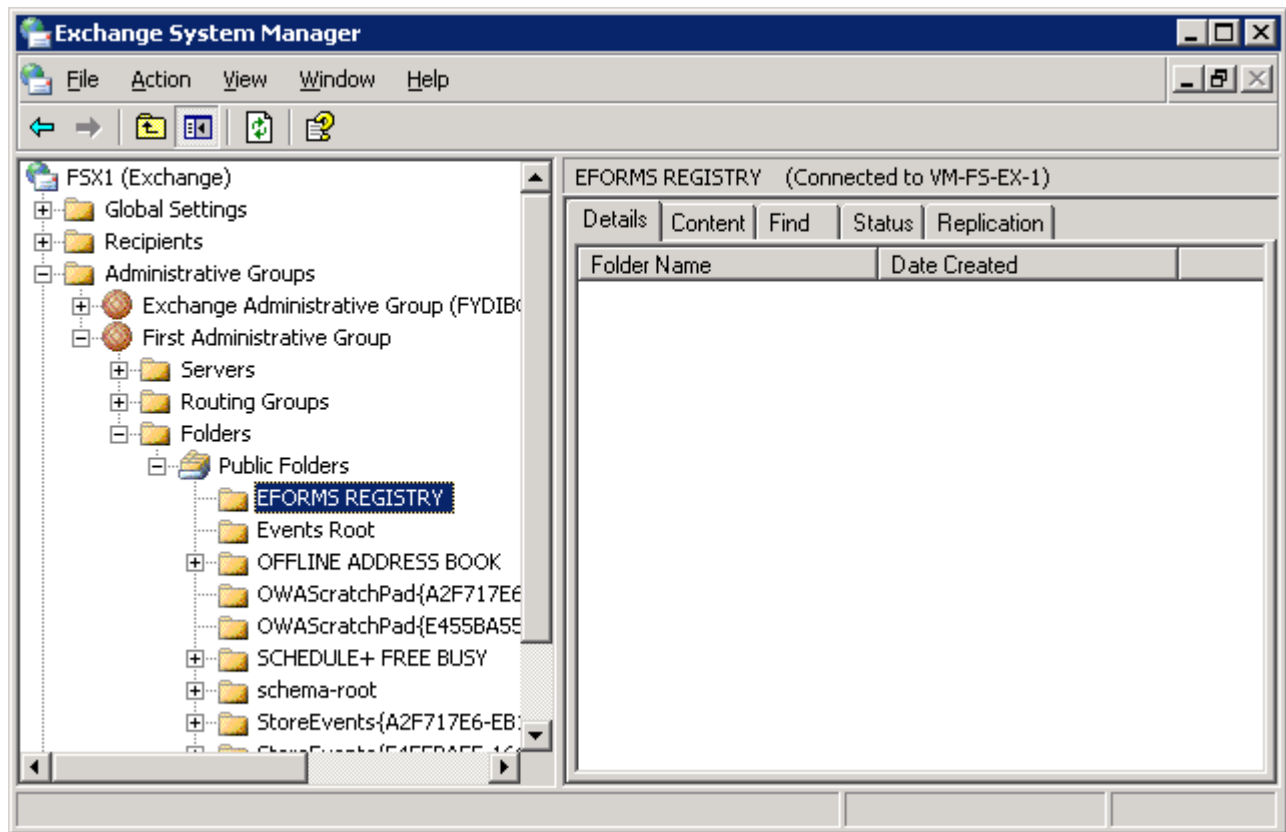 Exchange System Manager
File Action View Window Help
FSX1 (Exchange)
Global Settings
Recipients
Administrative Groups
Exchange Administrative Group (FYDIB
First Administrative Group
Servers
Routing Groups
Folders
Public Folders
EFORMS REGISTRY
Events Root
OFFLINE ADDRESS BOOK
OWAScratchPad{A2F717E6
OWAScratchPad{E455BA55
SCHEDULE+ FREE BUSY
schema-root
StoreEvents{A2F717E6-EB
EFORMS REGISTRY (Connected to VM-FS-EX-1)
Details Content Find Status Replication
Folder Name Date Created